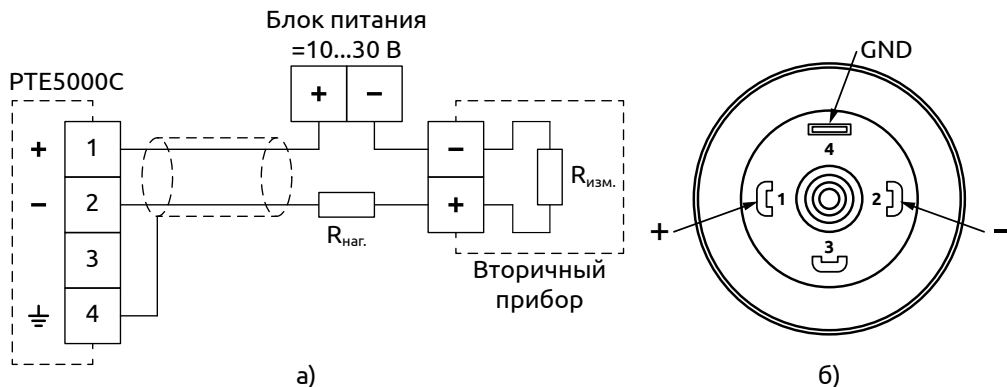 Блок питания
=10...30 В
PTE5000C
+ −
+ 1
− 2
3
4
−
+
Rизм.
Rнаг.
Вторичный
прибор
а)
GND
4
1 2
3
+ −
б)